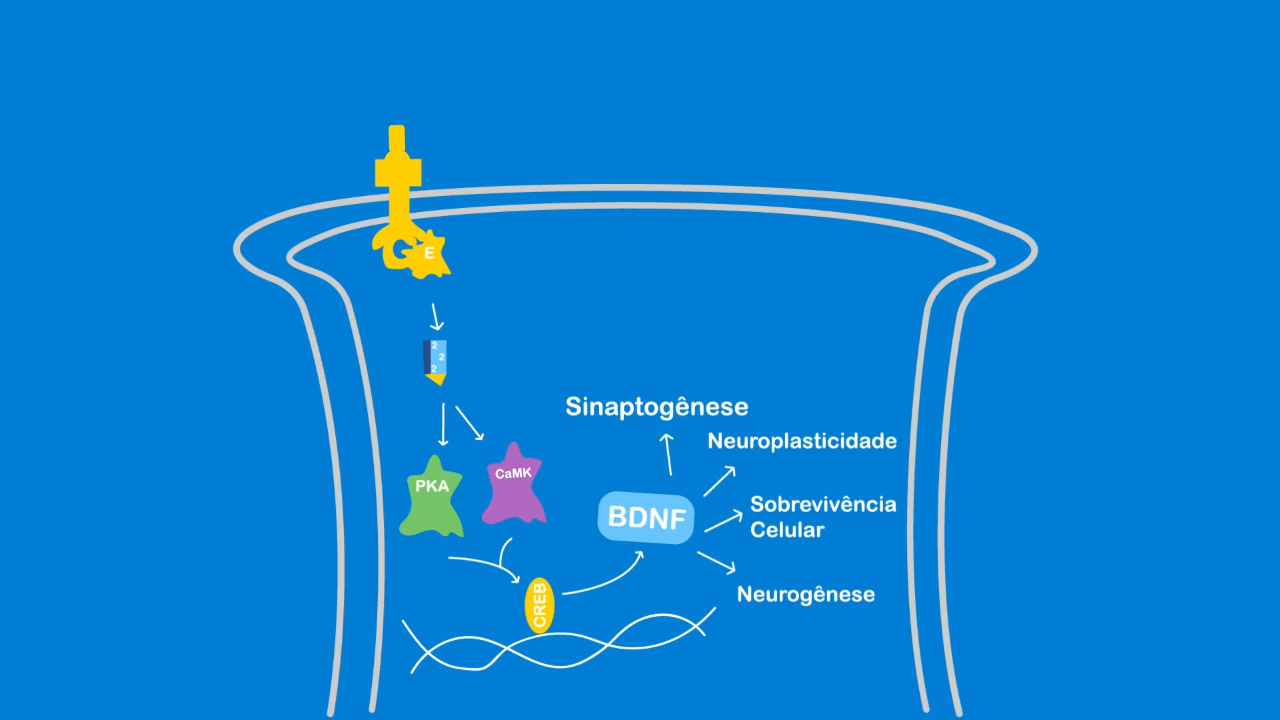 G
E
2
2
2
PKA
CaMK
CREB
BDNF
Sinaptogênese
Neuroplasticidade
Sobrevivência
Celular
Neurogênese